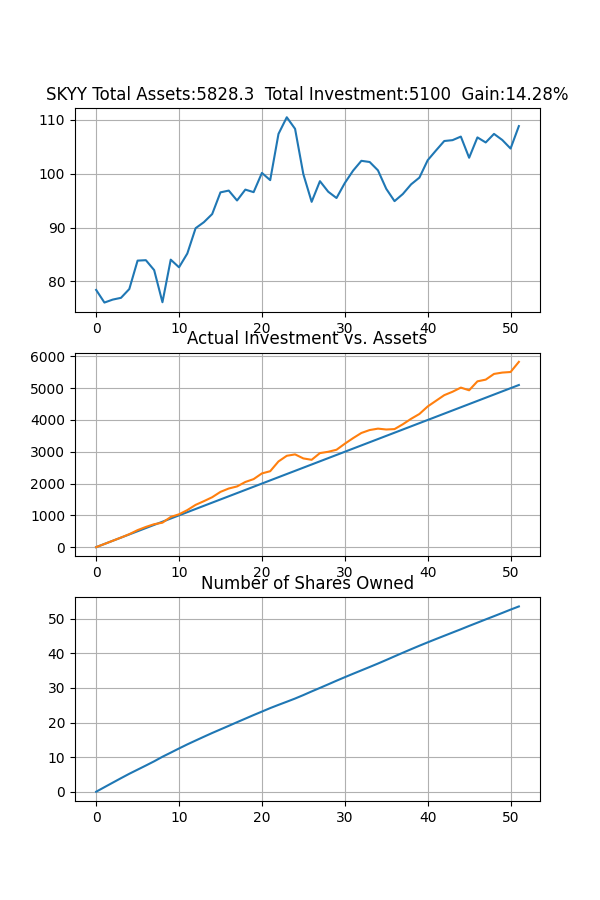 SKYY Total Assets:5828.3  Total Investment:5100  Gain:14.28%
110
100
90
80
0 10 20 30 40 50
Actual Investment vs. Assets
6000
5000
4000
3000
2000
1000
0
0 10 20 30 40 50
Number of Shares Owned
50
40
30
20
10
0
0 10 20 30 40 50